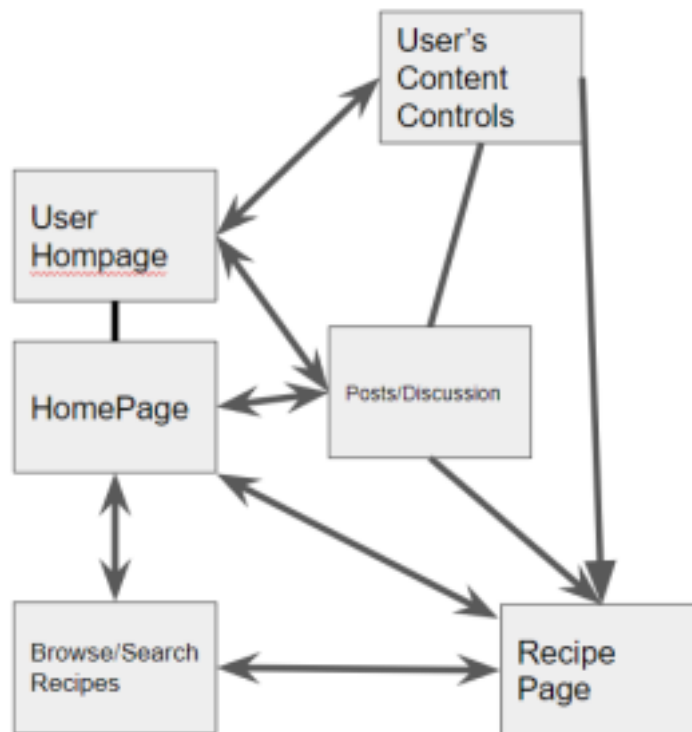 User's
Content
Controls
User
Hompage
HomePage
Posts/Discussion
Browse/Search
Recipes
Recipe
Page